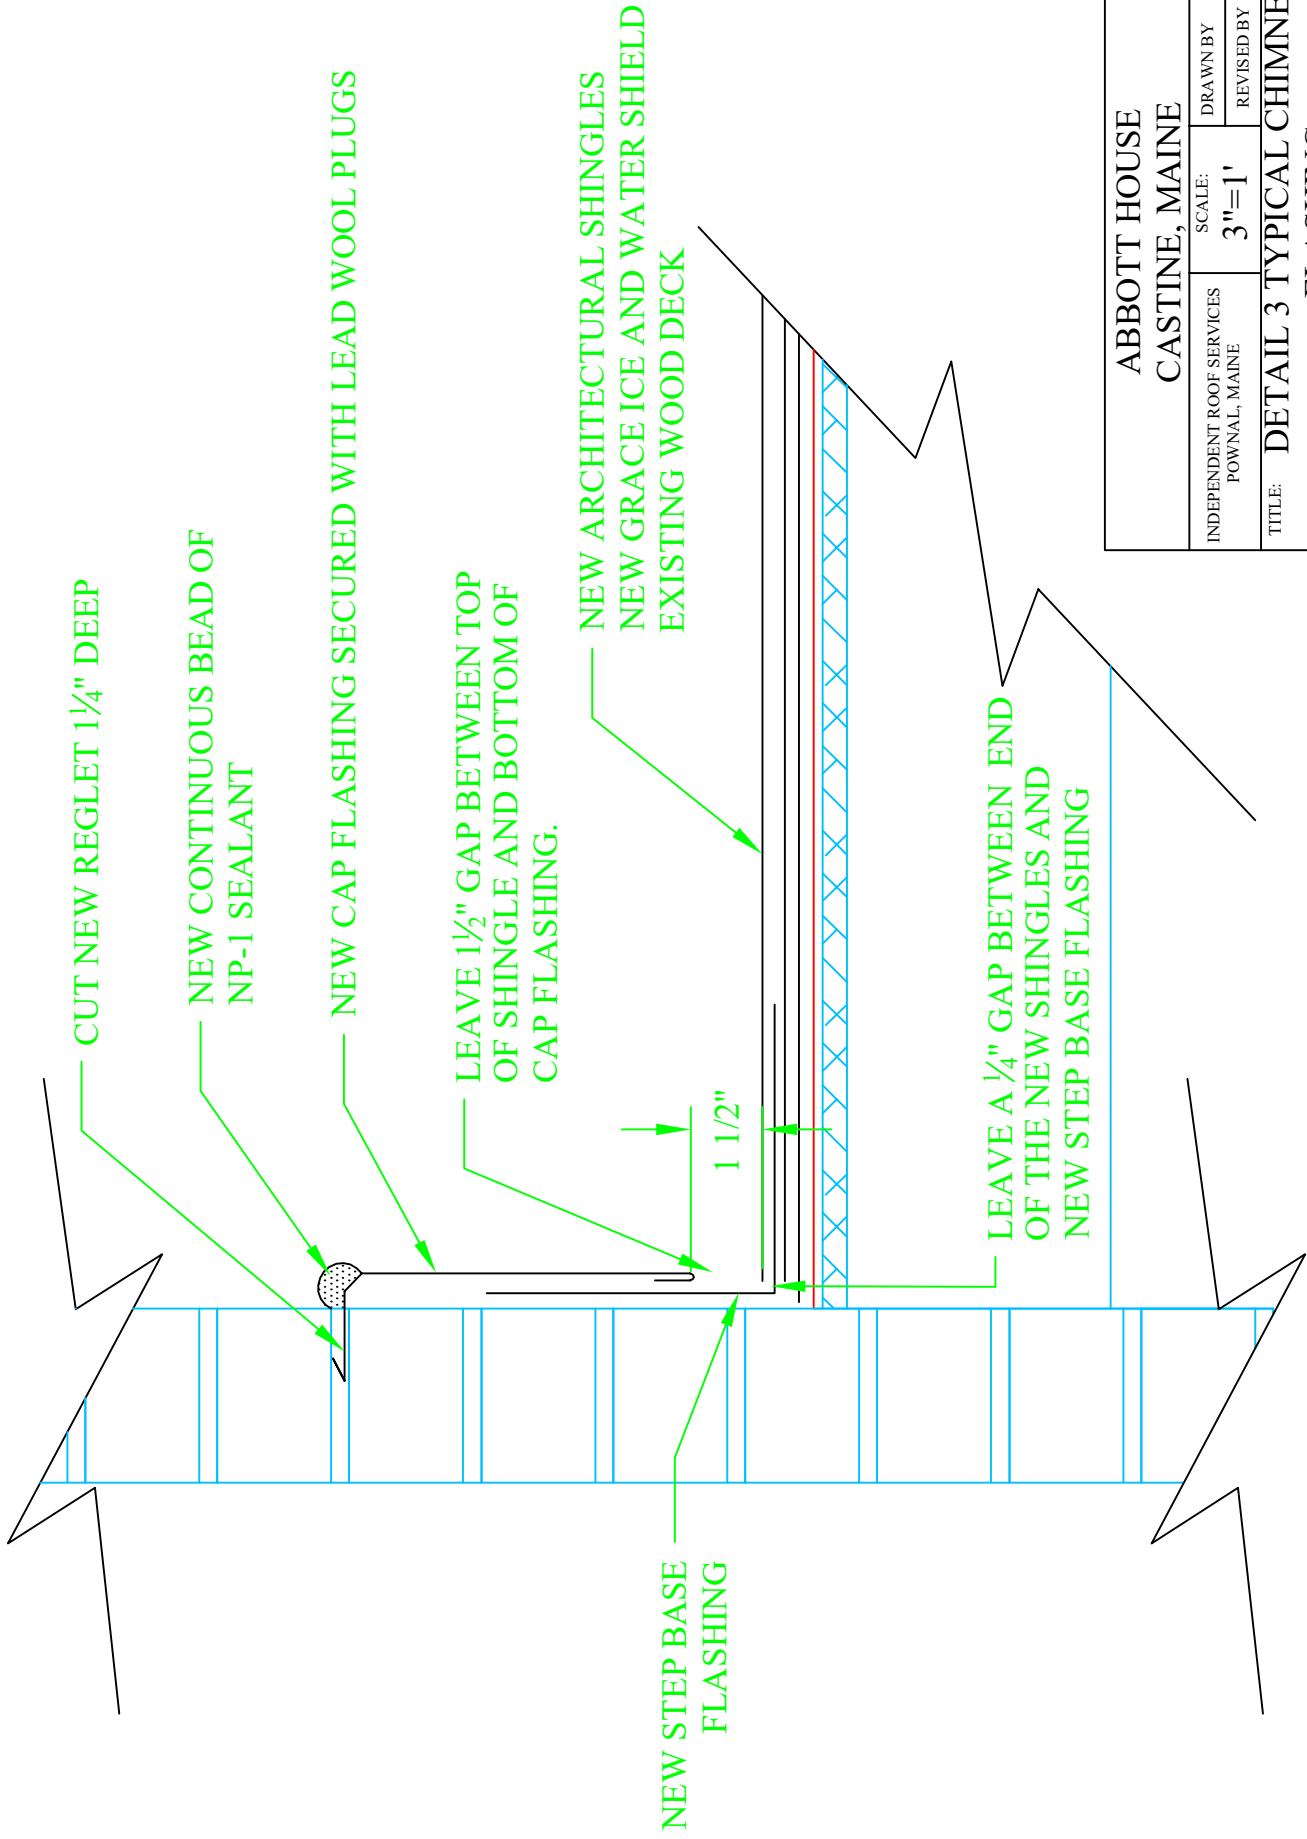 CUT NEW REGLET 1¼" DEEP
NEW CONTINUOUS BEAD OF
NP-1 SEALANT
NEW CAP FLASHING SECURED WITH LEAD WOOL PLUGS
LEAVE 1½" GAP BETWEEN TOP
OF SHINGLE AND BOTTOM OF
CAP FLASHING.
NEW ARCHITECTURAL SHINGLES
NEW GRACE ICE AND WATER SHIELD
EXISTING WOOD DECK
1 1/2"
NEW STEP BASE
FLASHING
LEAVE A ¼" GAP BETWEEN END
OF THE NEW SHINGLES AND
NEW STEP BASE FLASHING
ABBOTT HOUSE
CASTINE, MAINE
INDEPENDENT ROOF SERVICES
POWNAL, MAINE
SCALE:
3"=1'
DRAWN BY
REVISED BY
TITLE: DETAIL 3 TYPICAL CHIMNE